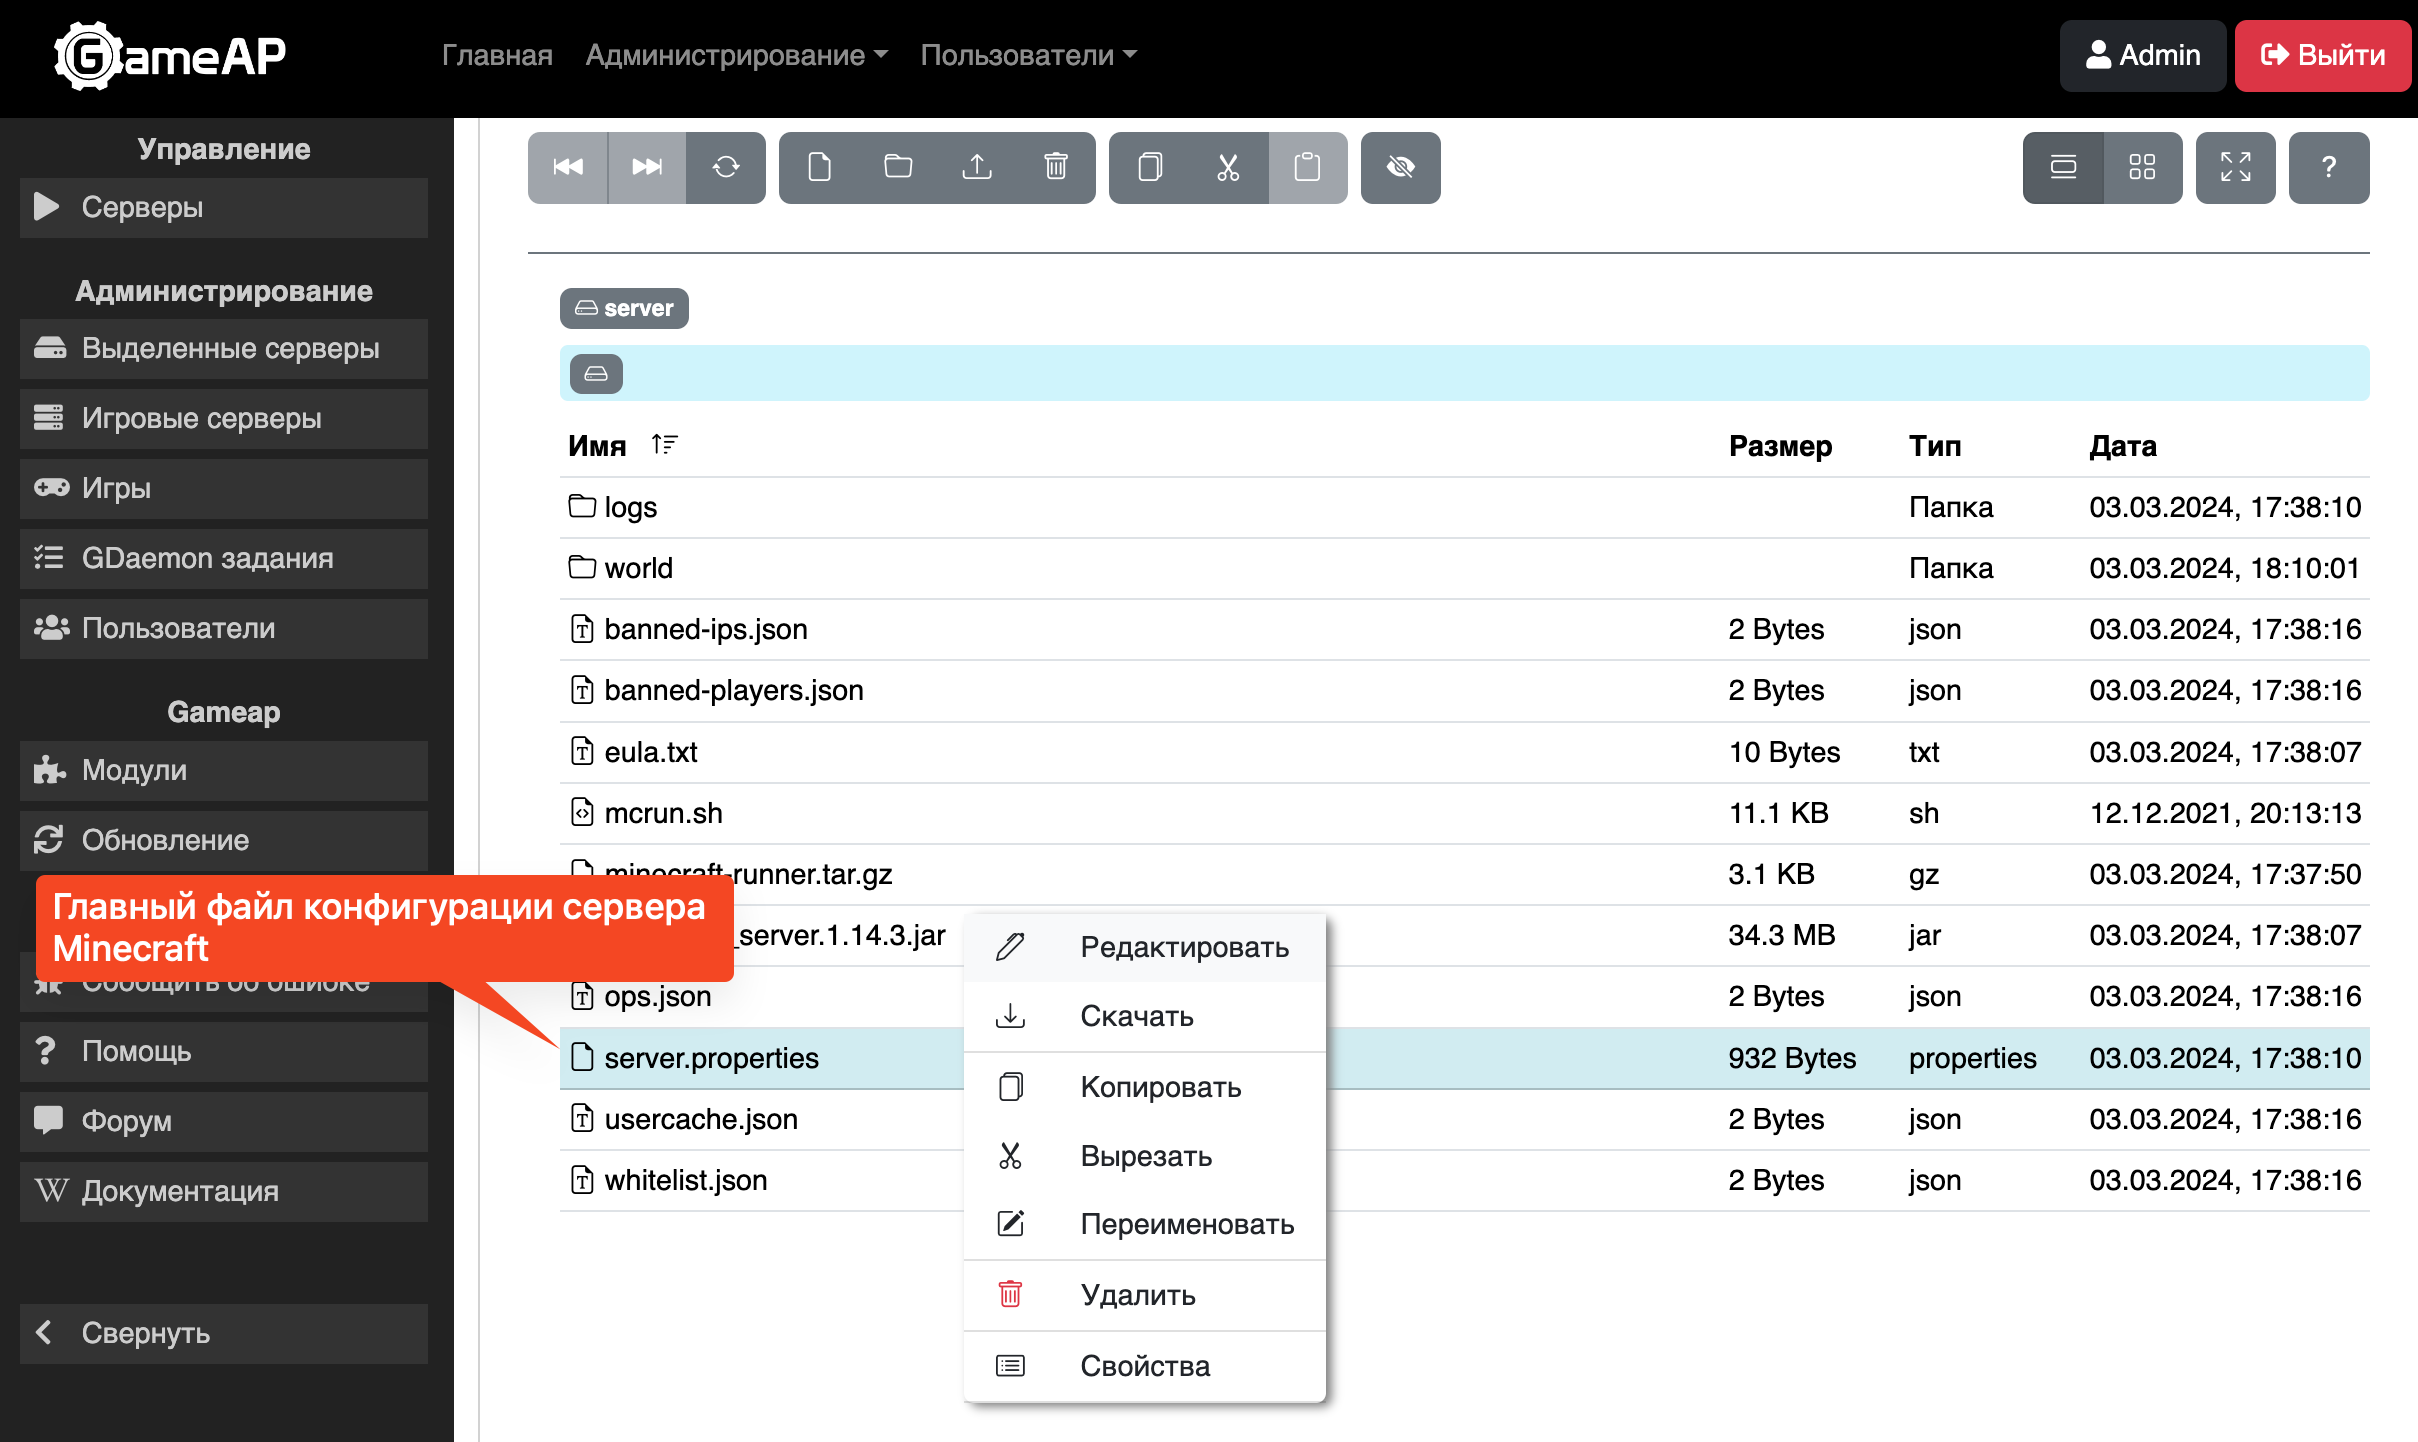 GameAP
Главная Администрирование Пользователи
Admin Выйти
Управление
Серверы
Администрирование
Выделенные серверы
Игровые серверы
Игры
GDaemon задания
Пользователи
Gameap
Модули
Обновление
Сообщить об ошибке
Помощь
Форум
Документация
Свернуть
?
server
Имя Размер Тип Дата
logs Папка 03.03.2024, 17:38:10
world Папка 03.03.2024, 18:10:01
banned-ips.json 2 Bytes json 03.03.2024, 17:38:16
banned-players.json 2 Bytes json 03.03.2024, 17:38:16
eula.txt 10 Bytes txt 03.03.2024, 17:38:07
mcrun.sh 11.1 KB sh 12.12.2021, 20:13:13
minecraft-runner.tar.gz 3.1 KB gz 03.03.2024, 17:37:50
_server.1.14.3.jar 34.3 MB jar 03.03.2024, 17:38:07
ops.json 2 Bytes json 03.03.2024, 17:38:16
server.properties 932 Bytes properties 03.03.2024, 17:38:10
usercache.json 2 Bytes json 03.03.2024, 17:38:16
whitelist.json 2 Bytes json 03.03.2024, 17:38:16
Главный файл конфигурации сервера
Minecraft
Редактировать
Скачать
Копировать
Вырезать
Переименовать
Удалить
Свойства